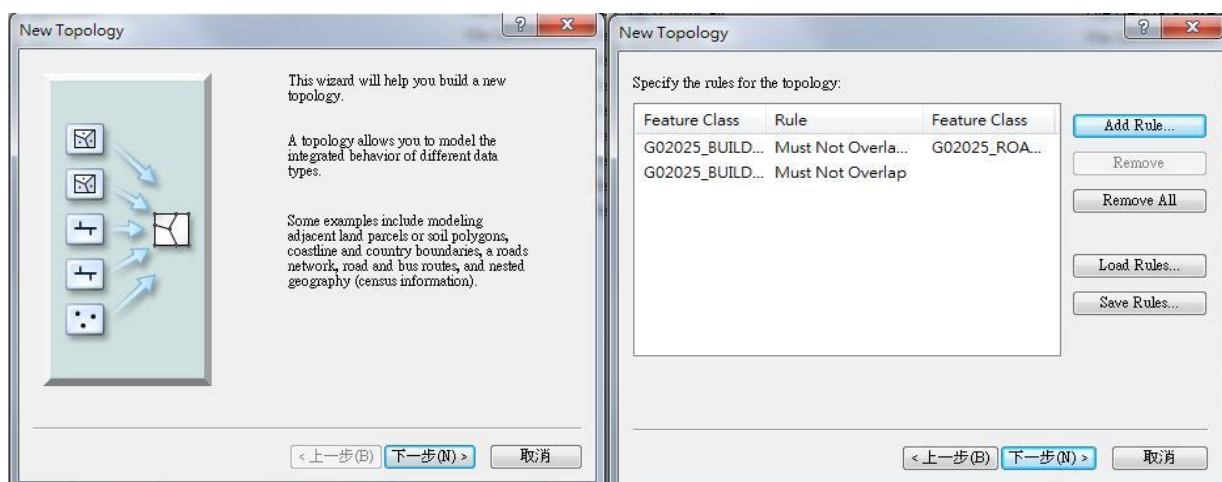 New Topology
This wizard will help you build a new
topology.
A topology allows you to model the
integrated behavior of different data
types.
Some examples include modeling
adjacent land parcels or soil polygons,
coastline and country boundaries, a roads
network, road and bus routes, and nested
geography (census information).
<上一步(B) 下一步(N) > 取消
New Topology
Specify the rules for the topology:
Feature Class Rule Feature Class
G02025_BUILD... Must Not Overla... G02025_ROA...
G02025_BUILD... Must Not Overlap
Add Rule...
Remove
Remove All
Load Rules...
Save Rules...
<上一步(B) 下一步(N) > 取消